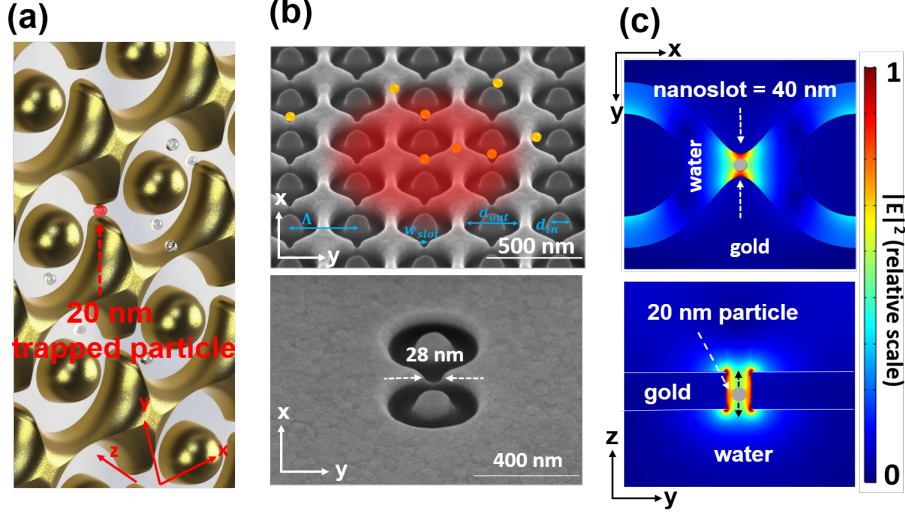 (a)
20 nm
trapped particle
y
z
x
(b)
Λ
w_slot
d_out
d_in
x
y
500 nm
28 nm
x
y
400 nm
(c)
x
y
nanoslot = 40 nm
water
gold
20 nm particle
gold
water
z
y
1
|E|² (relative scale)
0